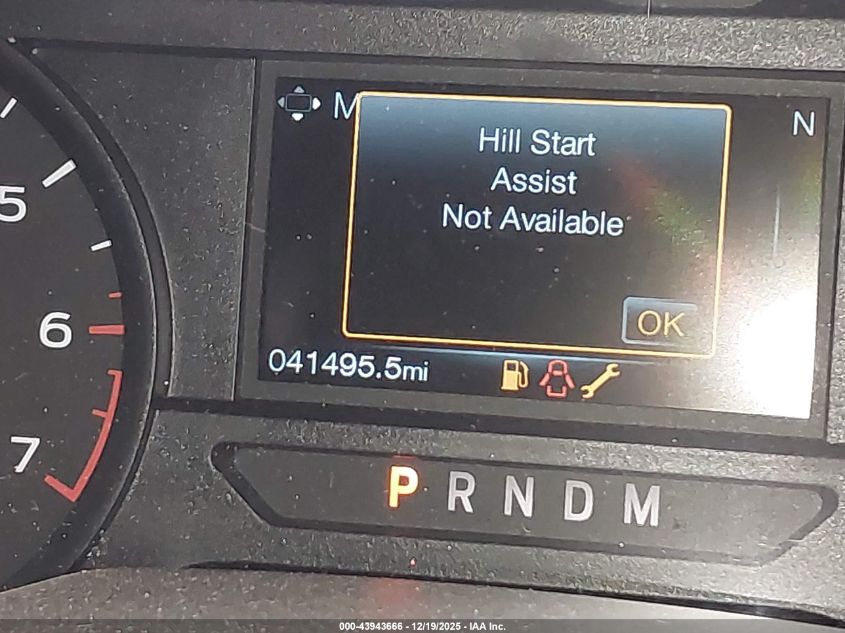 M
N
Hill Start
Assist
Not Available
OK
041495.5mi
5
6
7
P R N D M
000-43943666 - 12/19/2025 - IAA Inc.